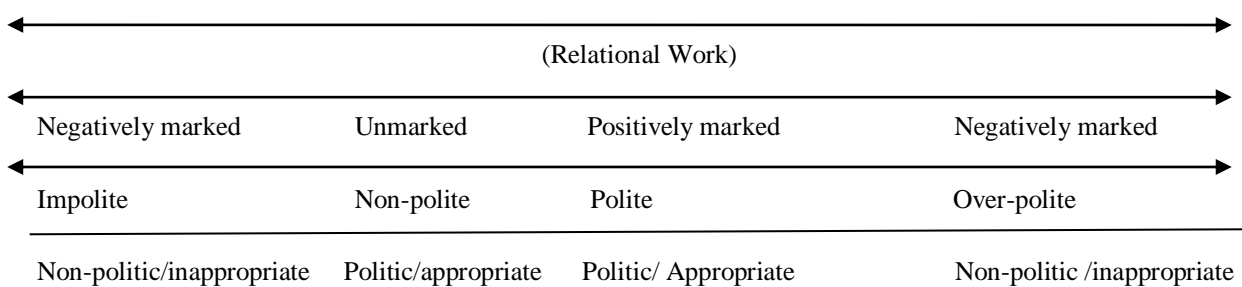 (Relational Work)
Negatively marked Unmarked Positively marked Negatively marked
Impolite Non-polite Polite Over-polite
Non-politic/inappropriate Politic/appropriate Politic/ Appropriate Non-politic /inappropriate